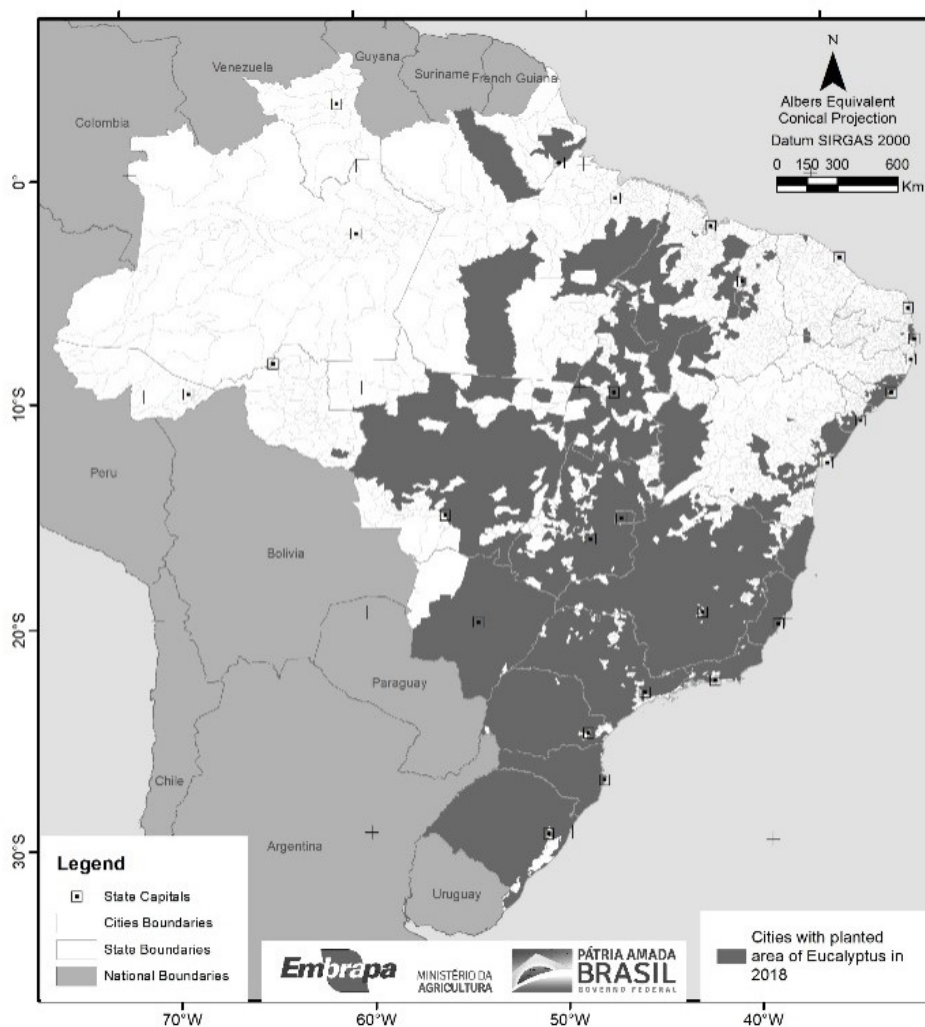 Venezuela
Guyana
Suriname
French Guiana
Colombia
N
Albers Equivalent
Conical Projection
Datum SIRGAS 2000
0 150 300 600
Km
0°
10°S
Peru
Bolivia
20°S
Paraguay
Chile
Argentina
30°S
Uruguay
Legend
State Capitals
Cities Boundaries
State Boundaries
National Boundaries
Embrapa
MINISTÉRIO DA
AGRICULTURA
PÁTRIA AMADA
BRASIL
GOVERNO FEDERAL
Cities with planted
area of Eucalyptus in
2018
70°W 60°W 50°W 40°W